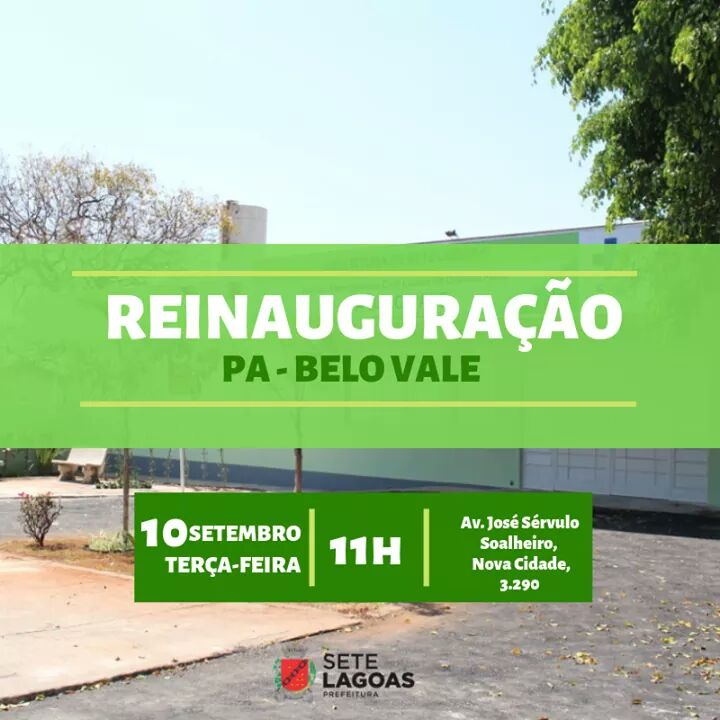 REINAUGURAÇÃO
PA - BELO VALE
10 SETEMBRO
TERÇA-FEIRA
11H
Av. José Sérvulo
Soalheiro,
Nova Cidade,
3.290
SETE
LAGOAS
PREFEITURA